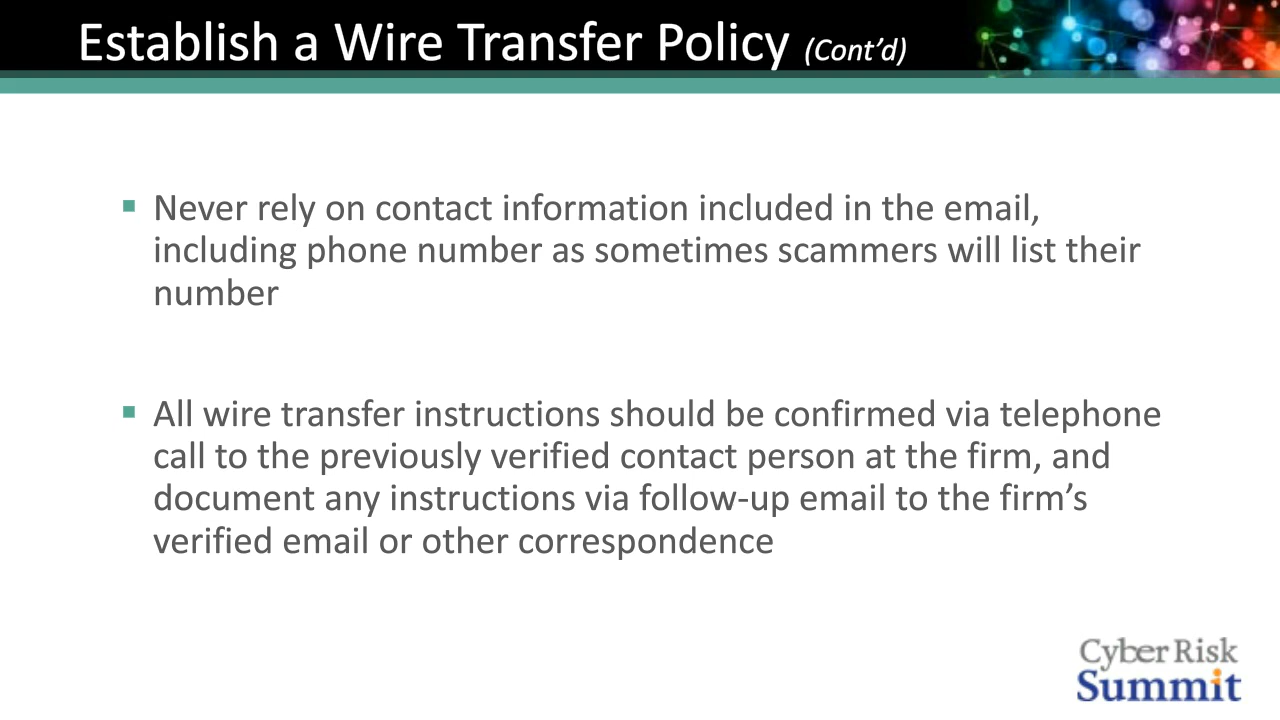 Establish a Wire Transfer Policy (Cont’d)
▪ Never rely on contact information included in the email,
including phone number as sometimes scammers will list their
number
▪ All wire transfer instructions should be confirmed via telephone
call to the previously verified contact person at the firm, and
document any instructions via follow-up email to the firm’s
verified email or other correspondence
Cyber Risk
Summit